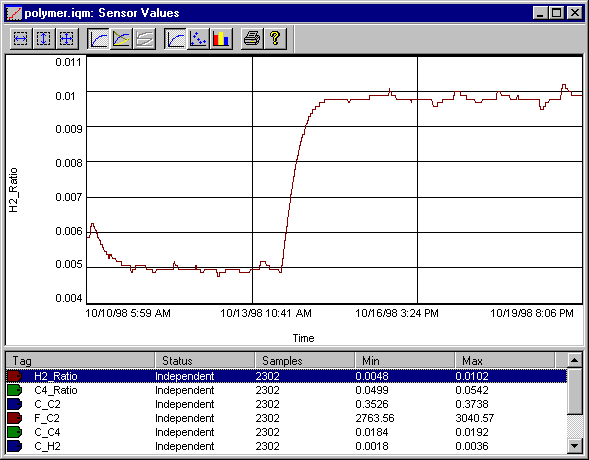 polymer.iqm: Sensor Values
0.011
0.01
0.009
0.008
0.007
0.006
0.005
0.004
H2_Ratio
10/10/98 5:59 AM 10/13/98 10:41 AM 10/16/98 3:24 PM 10/19/98 8:06 PM
Time
Tag Status Samples Min Max
H2_Ratio Independent 2302 0.0048 0.0102
C4_Ratio Independent 2302 0.0499 0.0542
C_C2 Independent 2302 0.3526 0.3738
F_C2 Independent 2302 2763.56 3040.57
C_C4 Independent 2302 0.0184 0.0192
C_H2 Independent 2302 0.0018 0.0036